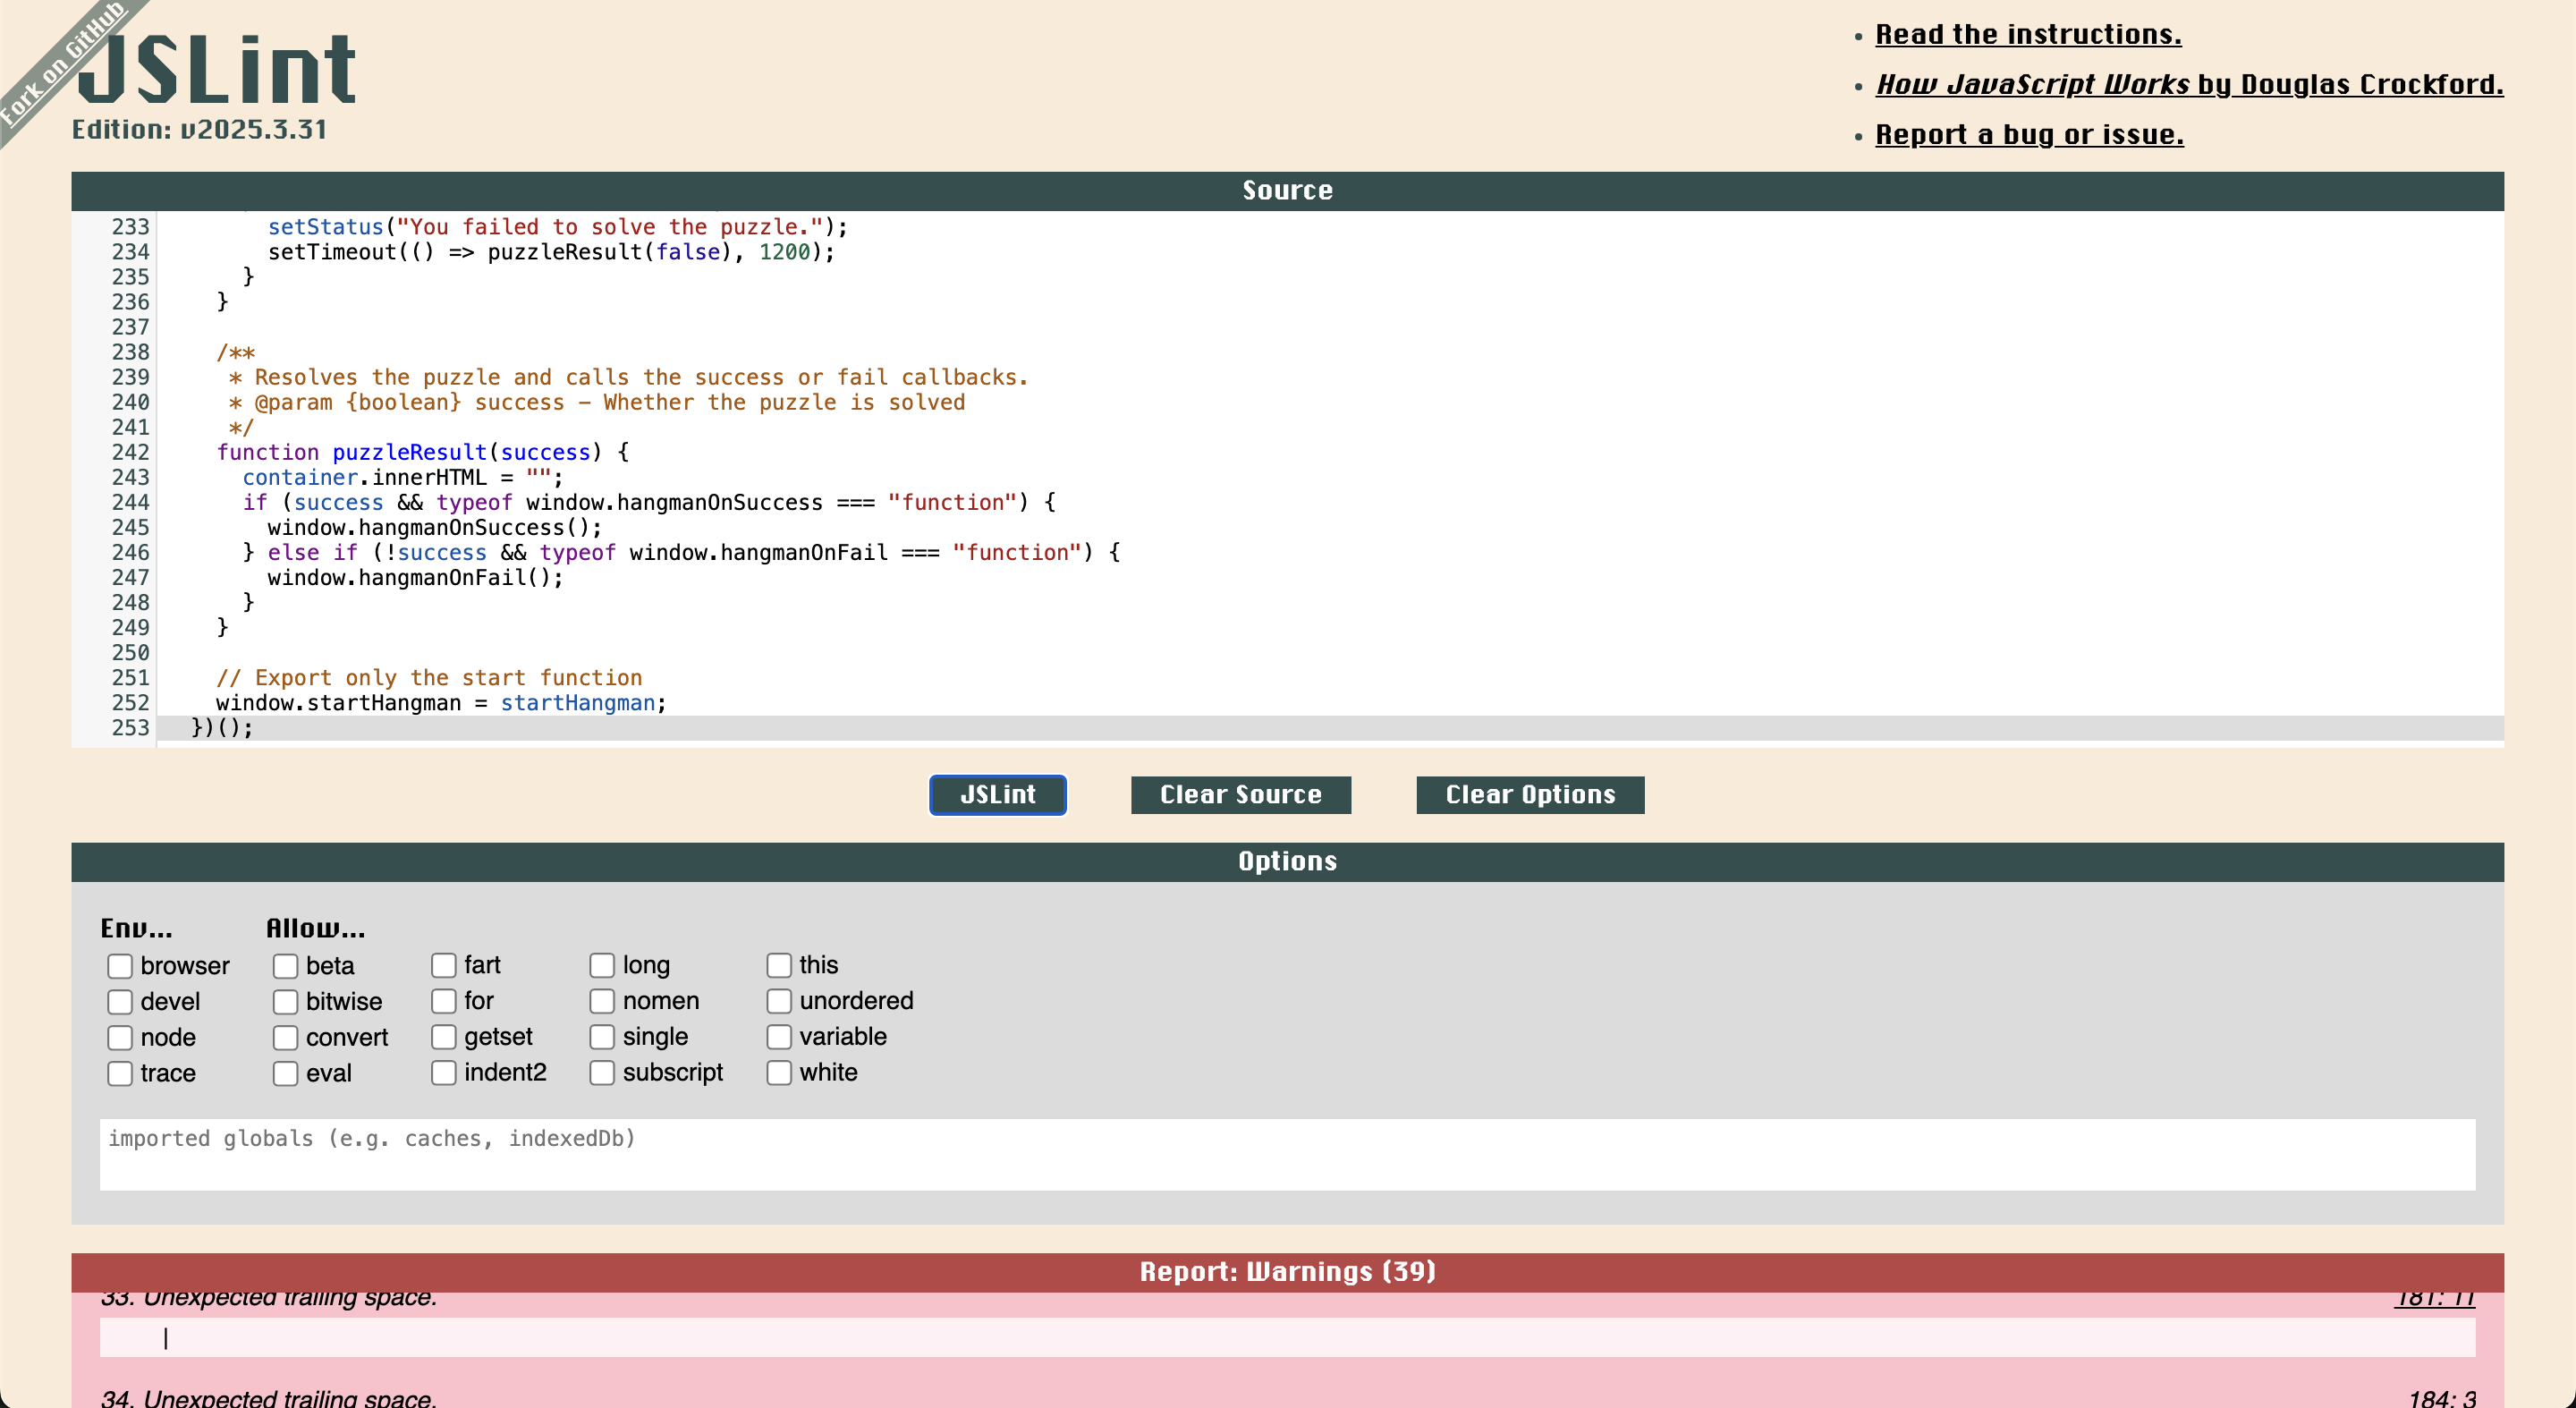 Fork on GitHub
JSLint
Edition: v2025.3.31
Read the instructions.
How JavaScript Works by Douglas Crockford.
Report a bug or issue.
Source
233 setStatus("You failed to solve the puzzle.");
234 setTimeout(() => puzzleResult(false), 1200);
235 }
236 }
237
238 /**
239 * Resolves the puzzle and calls the success or fail callbacks.
240 * @param {boolean} success – Whether the puzzle is solved
241 */
242 function puzzleResult(success) {
243 container.innerHTML = "";
244 if (success && typeof window.hangmanOnSuccess === "function") {
245 window.hangmanOnSuccess();
246 } else if (!success && typeof window.hangmanOnFail === "function") {
247 window.hangmanOnFail();
248 }
249 }
250
251 // Export only the start function
252 window.startHangman = startHangman;
253 })();
JSLint Clear Source Clear Options
Options
Env... Allow...
browser beta fart long this
devel bitwise for nomen unordered
node convert getset single variable
trace eval indent2 subscript white
imported globals (e.g. caches, indexedDb)
Report: Warnings (39)
33. Unexpected trailing space. 181: 11
|
34. Unexpected trailing space. 184: 3